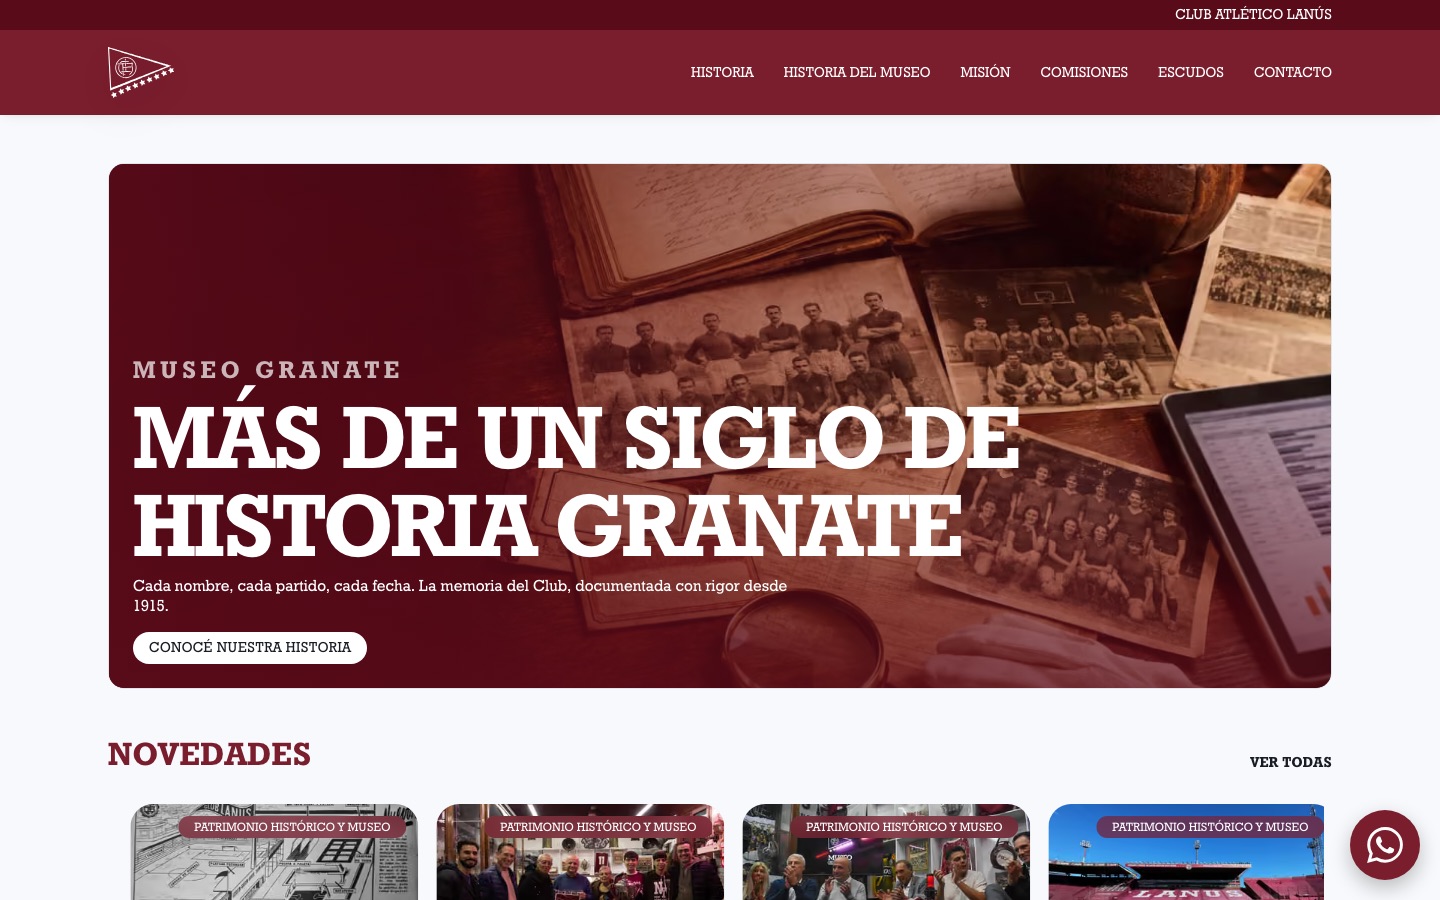 CLUB ATLÉTICO LANÚS
HISTORIA
HISTORIA DEL MUSEO
MISIÓN
COMISIONES
ESCUDOS
CONTACTO
MUSEO GRANATE
MÁS DE UN SIGLO DE
HISTORIA GRANATE
Cada nombre, cada partido, cada fecha. La memoria del Club, documentada con rigor desde
1915.
CONOCÉ NUESTRA HISTORIA
NOVEDADES
VER TODAS
PATRIMONIO HISTÓRICO Y MUSEO
PATRIMONIO HISTÓRICO Y MUSEO
PATRIMONIO HISTÓRICO Y MUSEO
PATRIMONIO HISTÓRICO Y MUSEO
LANUS